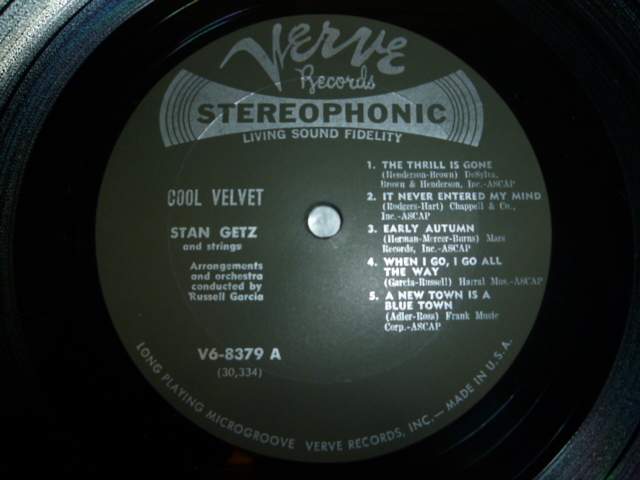 Verve
Records
STEREOPHONIC
LIVING SOUND FIDELITY
COOL VELVET
STAN GETZ
and strings
Arrangements
and orchestra
conducted by
Russell Garcia
V6-8379 A
(30,334)
1. THE THRILL IS GONE
(Henderson-Brown) DeSylva,
Brown & Henderson, Inc.-ASCAP
2. IT NEVER ENTERED MY MIND
(Rodgers-Hart) Chappell & Co.,
Inc.-ASCAP
3. EARLY AUTUMN
(Herman-Mercer-Burns) Mars
Records, Inc.-ASCAP
4. WHEN I GO, I GO ALL
THE WAY
(Garcia-Russell) Harral Mus.-ASCAP
5. A NEW TOWN IS A
BLUE TOWN
(Adler-Ross) Frank Music
Corp.-ASCAP
LONG PLAYING MICROGROOVE VERVE RECORDS, INC.— MADE IN U.S.A.